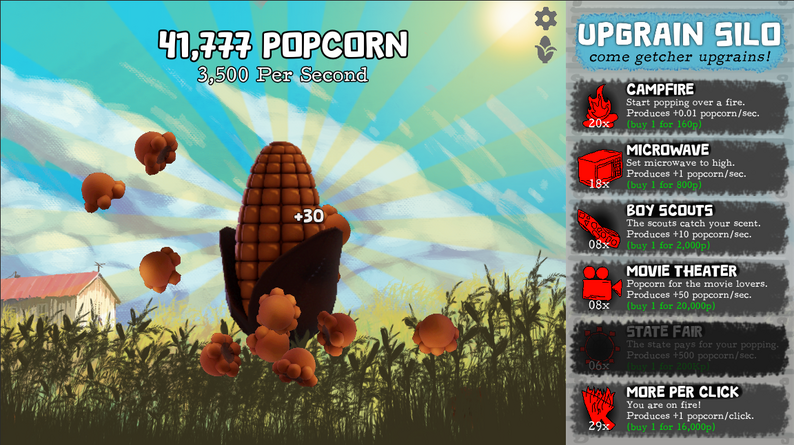 41,777 POPCORN
3,500 Per Second
+30
UPGRAIN SILO
come getcher upgrains!
CAMPFIRE
Start popping over a fire.
Produces +0.01 popcorn/sec.
20x
(buy 1 for 160p)
MICROWAVE
Set microwave to high.
Produces +1 popcorn/sec.
18x
(buy 1 for 800p)
BOY SCOUTS
The scouts catch your scent.
Produces +10 popcorn/sec.
08x
(buy 1 for 2,000p)
MOVIE THEATER
Popcorn for the movie lovers.
Produces +50 popcorn/sec.
08x
(buy 1 for 20,000p)
STATE FAIR
The state pays for your popping.
Produces +500 popcorn/sec.
06x
MORE PER CLICK
You are on fire!
Produces +1 popcorn/click.
29x
(buy 1 for 16,000p)